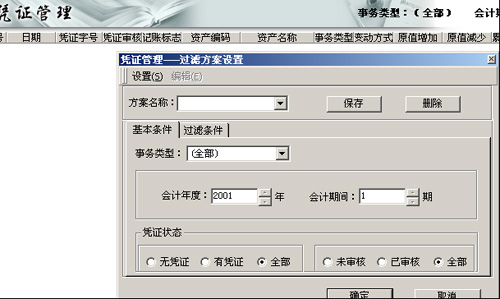 凭证管理
事务类型：（全部） 会计
日期 凭证字号 凭证审核 记账标志 资产编码 资产名称 事务类型 变动方式 原值增加 原值减少
凭证管理——过滤方案设置
设置(S) 编辑(E)
方案名称： 保存 删除
基本条件 过滤条件
事务类型： （全部）
会计年度： 2001 年 会计期间： 1 期
凭证状态
无凭证 有凭证 全部 未审核 已审核 全部
确定 取消